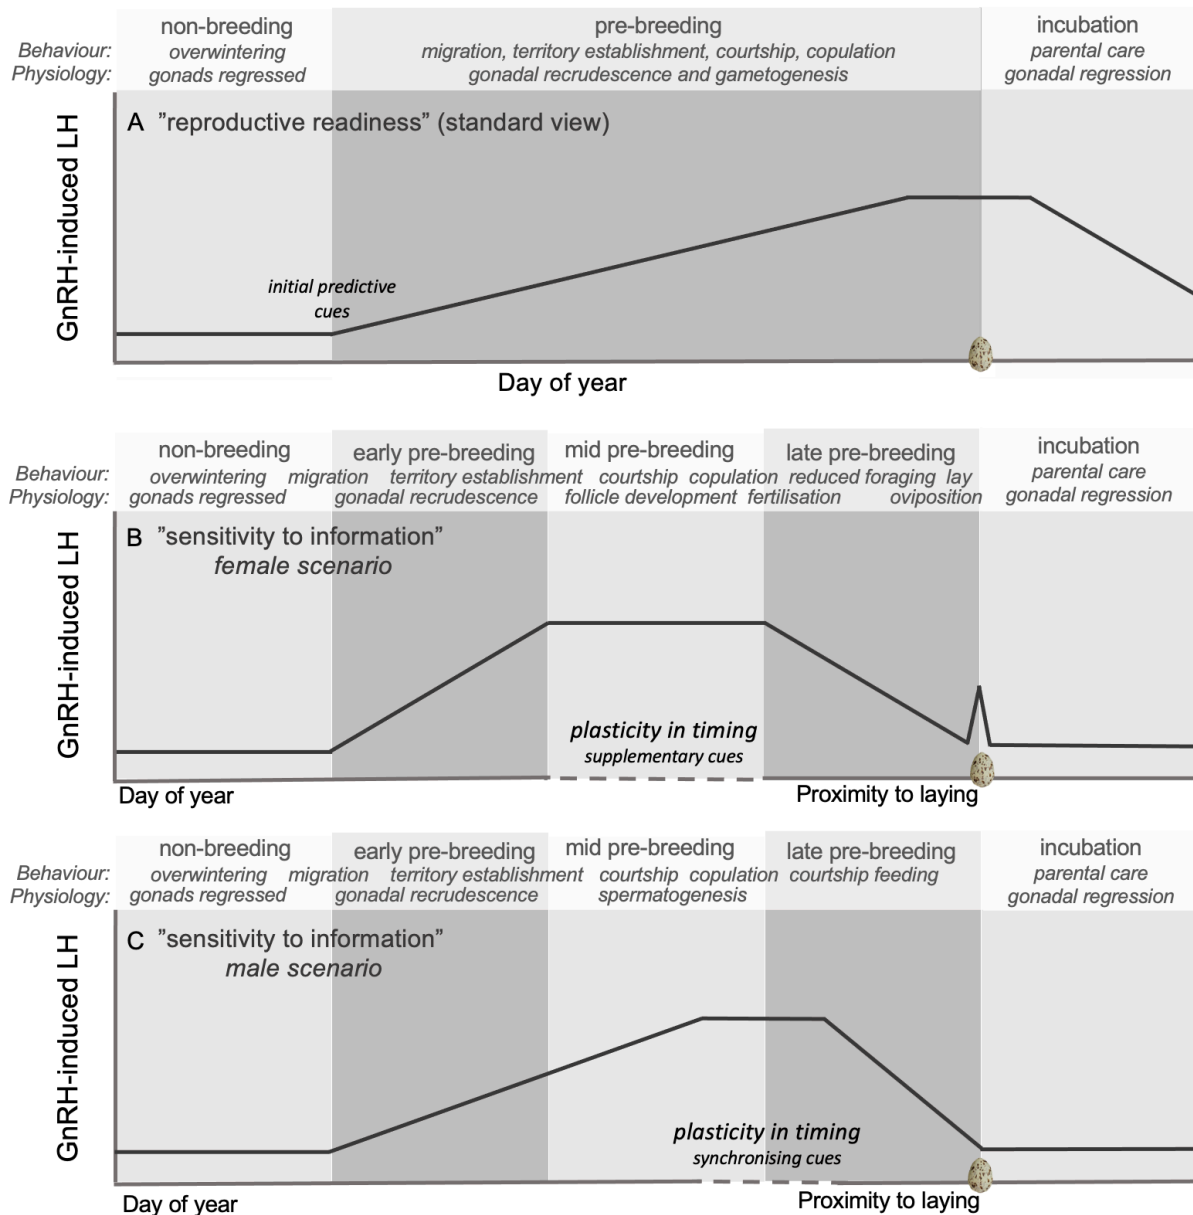 non-breeding pre-breeding incubation
Behaviour: overwintering migration, territory establishment, courtship, copulation parental care
Physiology: gonads regressed gonadal recrudescence and gametogenesis gonadal regression
GnRH-induced LH
A ”reproductive readiness” (standard view)
initial predictive
cues
Day of year
non-breeding early pre-breeding mid pre-breeding late pre-breeding incubation
Behaviour: overwintering migration territory establishment courtship copulation reduced foraging lay parental care
Physiology: gonads regressed gonadal recrudescence follicle development fertilisation oviposition gonadal regression
GnRH-induced LH
B ”sensitivity to information”
female scenario
plasticity in timing
supplementary cues
Day of year Proximity to laying
non-breeding early pre-breeding mid pre-breeding late pre-breeding incubation
Behaviour: overwintering migration territory establishment courtship copulation courtship feeding parental care
Physiology: gonads regressed gonadal recrudescence spermatogenesis gonadal regression
GnRH-induced LH
C ”sensitivity to information”
male scenario
plasticity in timing
synchronising cues
Day of year Proximity to laying